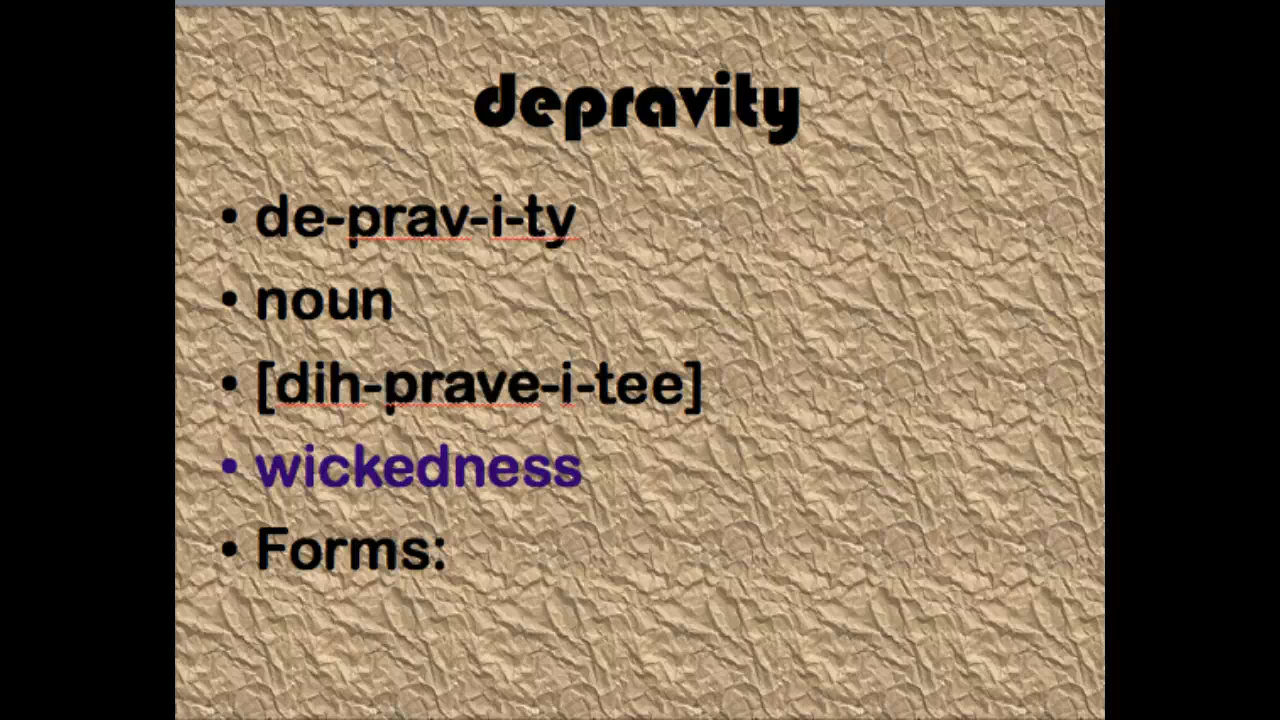 depravity
• de-prav-i-ty
• noun
• [dih-prave-i-tee]
• wickedness
• Forms: